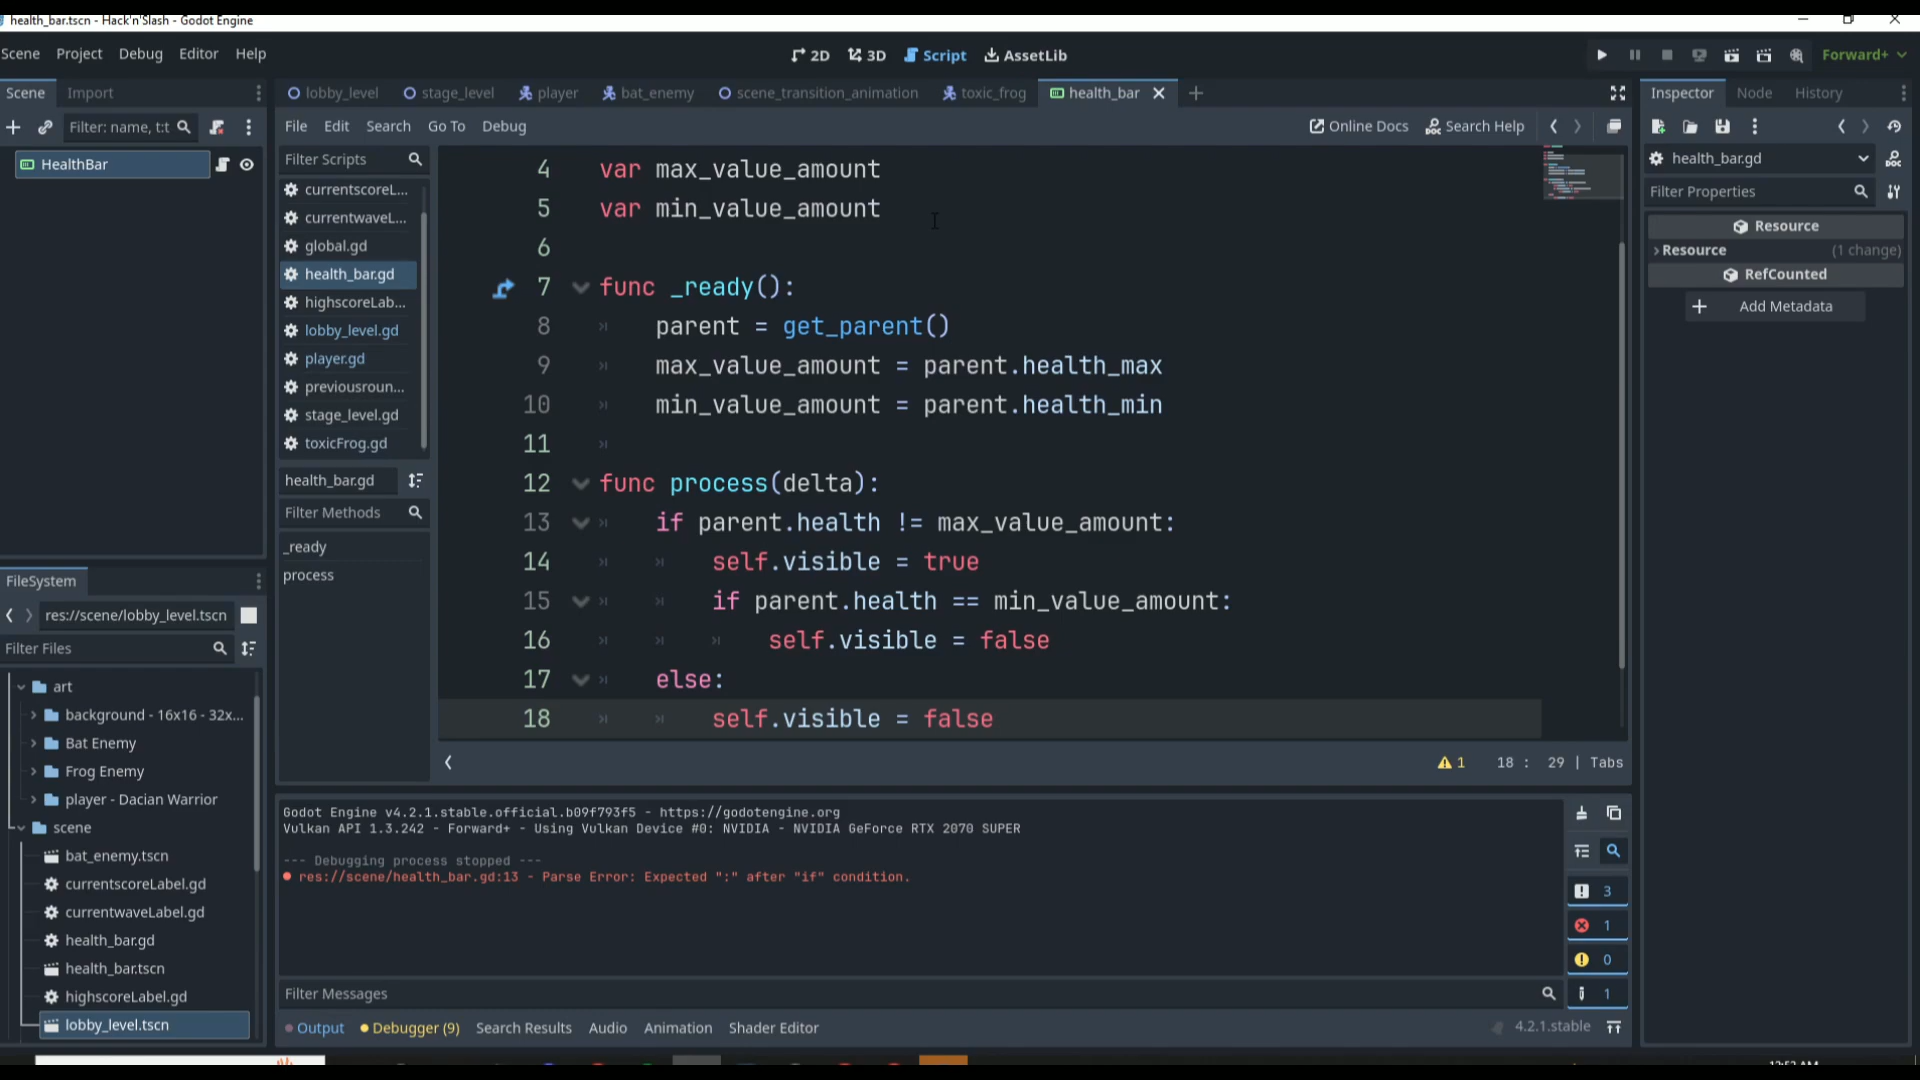 health_bar.tscn - Hack'n'Slash - Godot Engine
Scene Project Debug Editor Help
2D 3D Script AssetLib
Forward+
Scene Import
lobby_level stage_level player bat_enemy scene_transition_animation toxic_frog health_bar
Inspector Node History
Filter: name, t:t
File Edit Search Go To Debug
Online Docs Search Help
HealthBar
Filter Scripts
currentscoreL...
currentwaveL...
global.gd
health_bar.gd
highscoreLab...
lobby_level.gd
player.gd
previousroun...
stage_level.gd
toxicFrog.gd
health_bar.gd
Filter Methods
_ready
process
4 var max_value_amount
5 var min_value_amount
6
7 func _ready():
8 parent = get_parent()
9 max_value_amount = parent.health_max
10 min_value_amount = parent.health_min
11
12 func process(delta):
13 if parent.health != max_value_amount:
14 self.visible = true
15 if parent.health == min_value_amount:
16 self.visible = false
17 else:
18 self.visible = false
1 18 : 29 | Tabs
health_bar.gd
Filter Properties
Resource
Resource (1 change)
RefCounted
Add Metadata
FileSystem
res://scene/lobby_level.tscn
Filter Files
art
background - 16x16 - 32x...
Bat Enemy
Frog Enemy
player - Dacian Warrior
scene
bat_enemy.tscn
currentscoreLabel.gd
currentwaveLabel.gd
health_bar.gd
health_bar.tscn
highscoreLabel.gd
lobby_level.tscn
Godot Engine v4.2.1.stable.official.b09f793f5 - https://godotengine.org
Vulkan API 1.3.242 - Forward+ - Using Vulkan Device #0: NVIDIA - NVIDIA GeForce RTX 2070 SUPER
--- Debugging process stopped ---
res://scene/health_bar.gd:13 - Parse Error: Expected ":" after "if" condition.
3
1
0
1
Filter Messages
Output Debugger (9) Search Results Audio Animation Shader Editor
4.2.1.stable